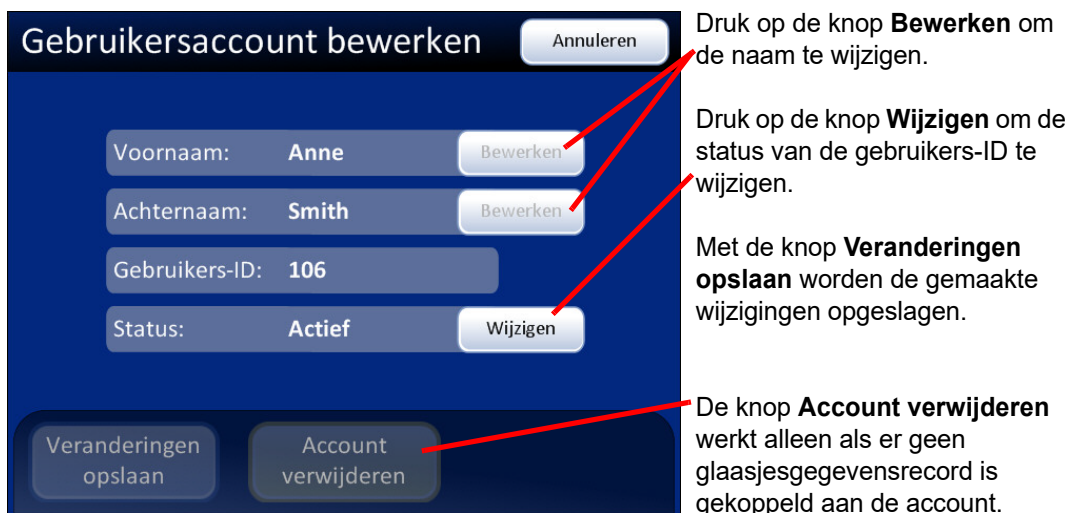 Gebruikersaccount bewerken
Annuleren
Voornaam: Anne Bewerken
Achternaam: Smith Bewerken
Gebruikers-ID: 106
Status: Actief Wijzigen
Veranderingen
opslaan
Account
verwijderen
Druk op de knop Bewerken om
de naam te wijzigen.
Druk op de knop Wijzigen om de
status van de gebruikers-ID te
wijzigen.
Met de knop Veranderingen
opslaan worden de gemaakte
wijzigingen opgeslagen.
De knop Account verwijderen
werkt alleen als er geen
glaasjesgegevensrecord is
gekoppeld aan de account.